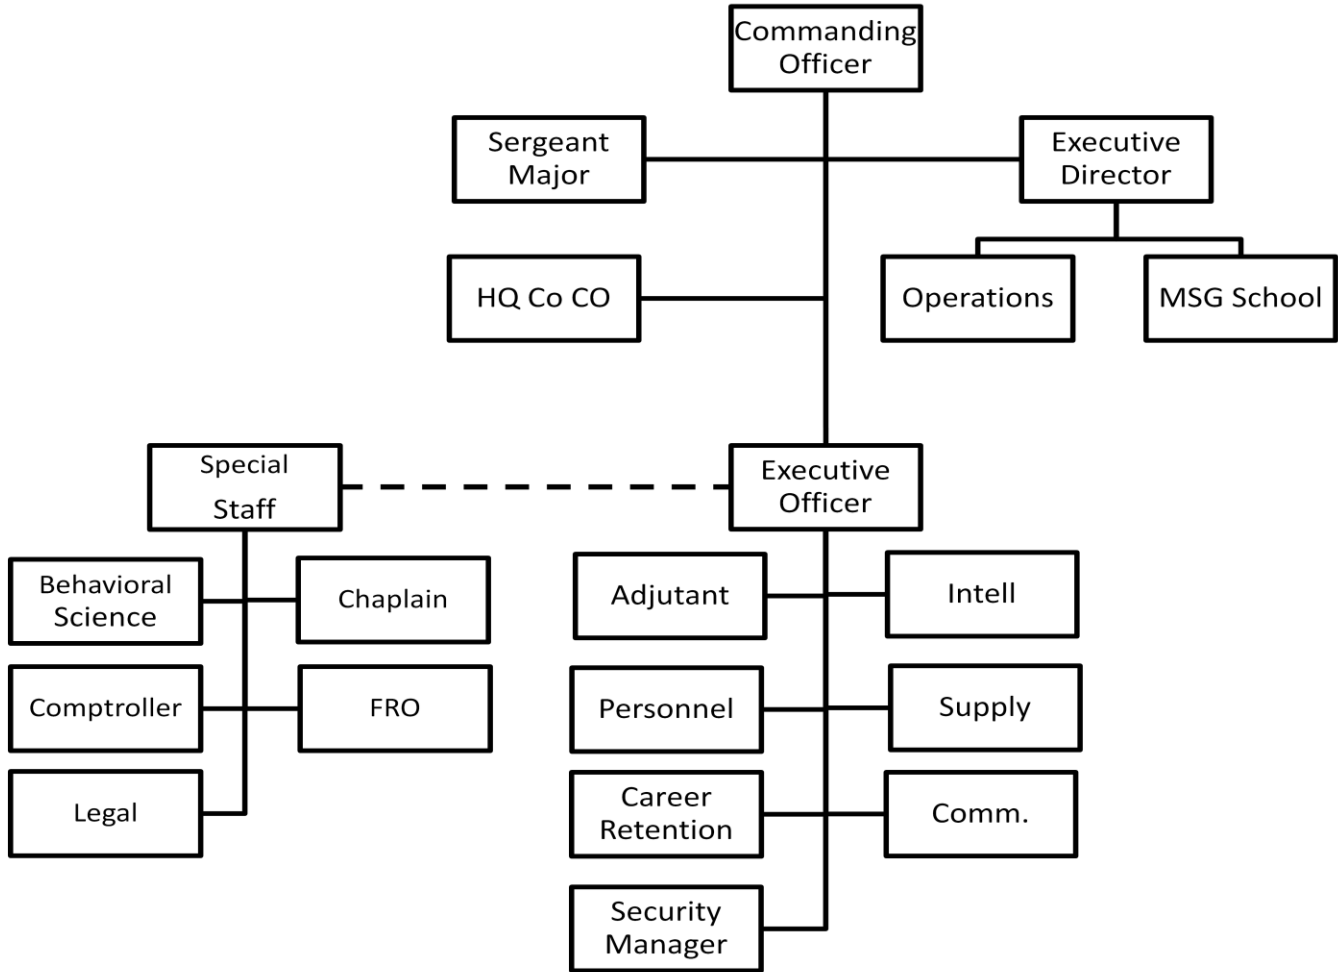 Commanding
Officer
Sergeant
Major
Executive
Director
HQ Co CO
Operations
MSG School
Special
Staff
Executive
Officer
Behavioral
Science
Chaplain
Adjutant
Intell
Comptroller
FRO
Personnel
Supply
Legal
Career
Retention
Comm.
Security
Manager